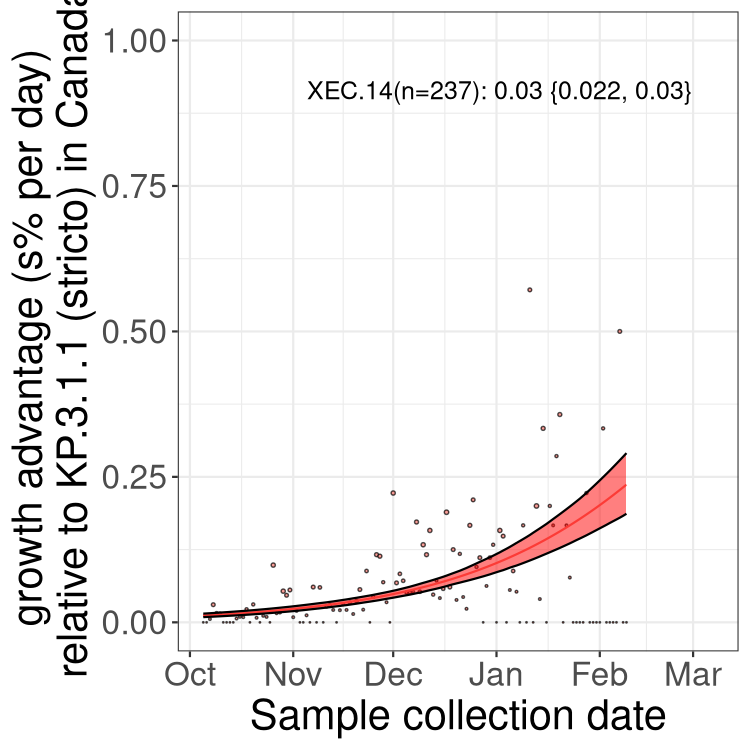 growth advantage (s% per day)
relative to KP.3.1.1 (stricto) in Canada
1.00
0.75
0.50
0.25
0.00
XEC.14(n=237): 0.03 {0.022, 0.03}
Oct Nov Dec Jan Feb Mar
Sample collection date